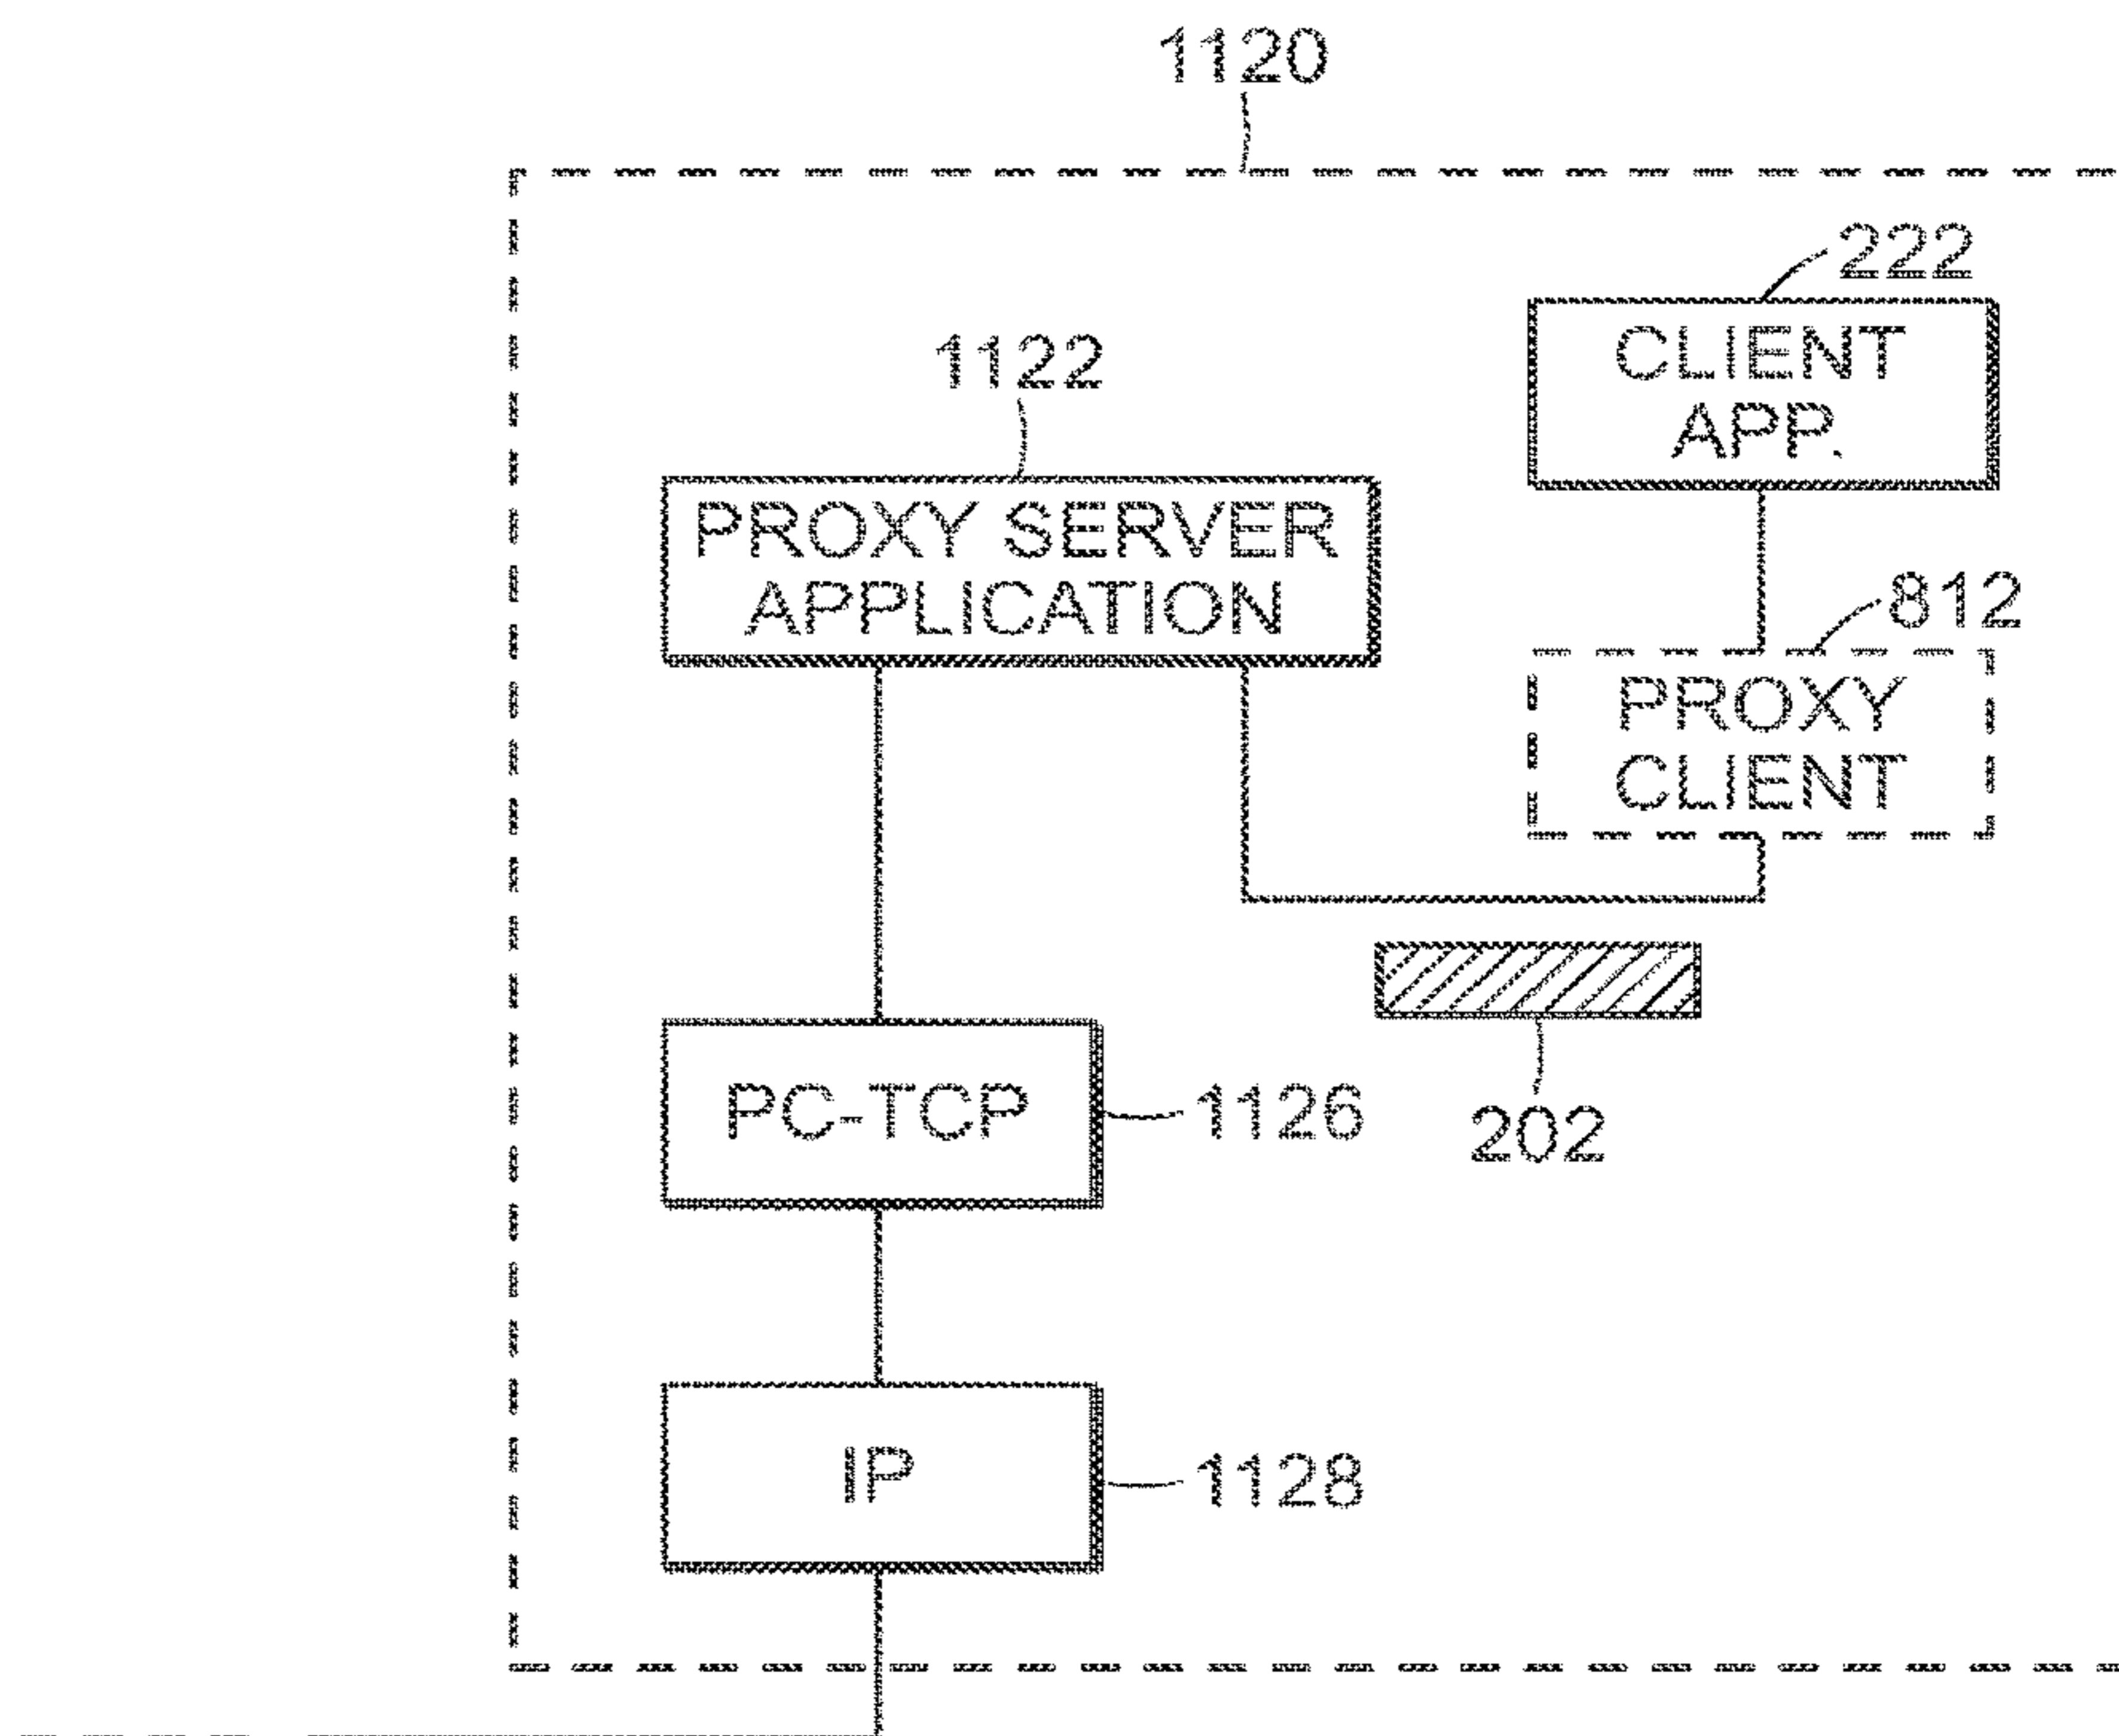 1120
222
CLIENT
APP.
1122
PROXY SERVER
APPLICATION
812
PROXY
CLIENT
PC-TCP
1126
202
IP
1128